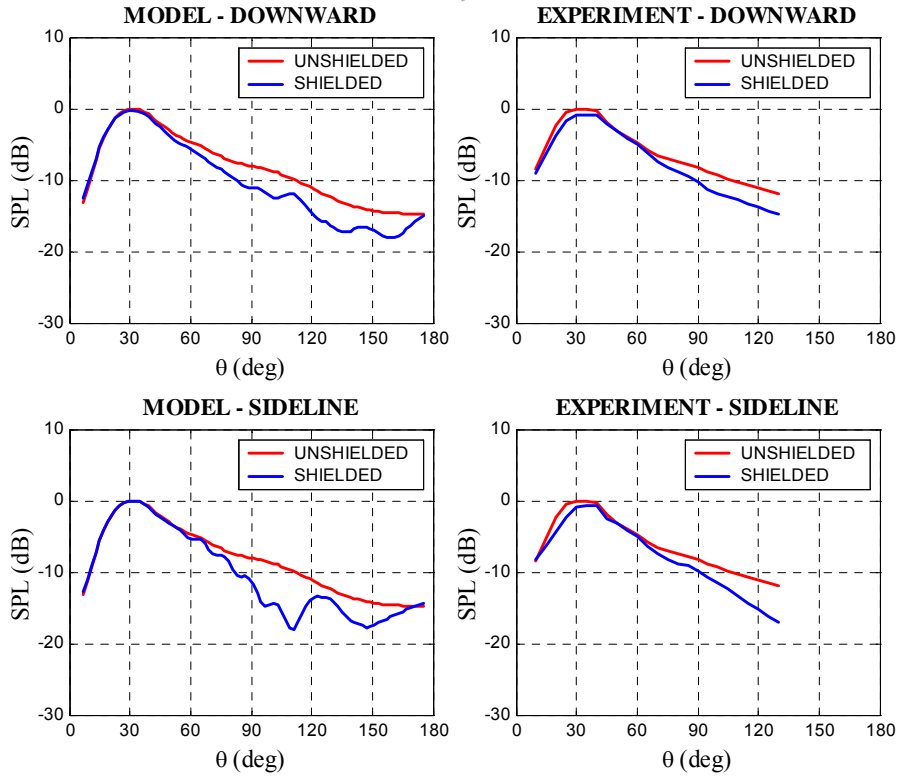 MODEL - DOWNWARD
10
0
-10
-20
-30
SPL (dB)
UNSHIELDED
SHIELDED
0 30 60 90 120 150 180
θ (deg)
EXPERIMENT - DOWNWARD
10
0
-10
-20
-30
SPL (dB)
UNSHIELDED
SHIELDED
0 30 60 90 120 150 180
θ (deg)
MODEL - SIDELINE
10
0
-10
-20
-30
SPL (dB)
UNSHIELDED
SHIELDED
0 30 60 90 120 150 180
θ (deg)
EXPERIMENT - SIDELINE
10
0
-10
-20
-30
SPL (dB)
UNSHIELDED
SHIELDED
0 30 60 90 120 150 180
θ (deg)